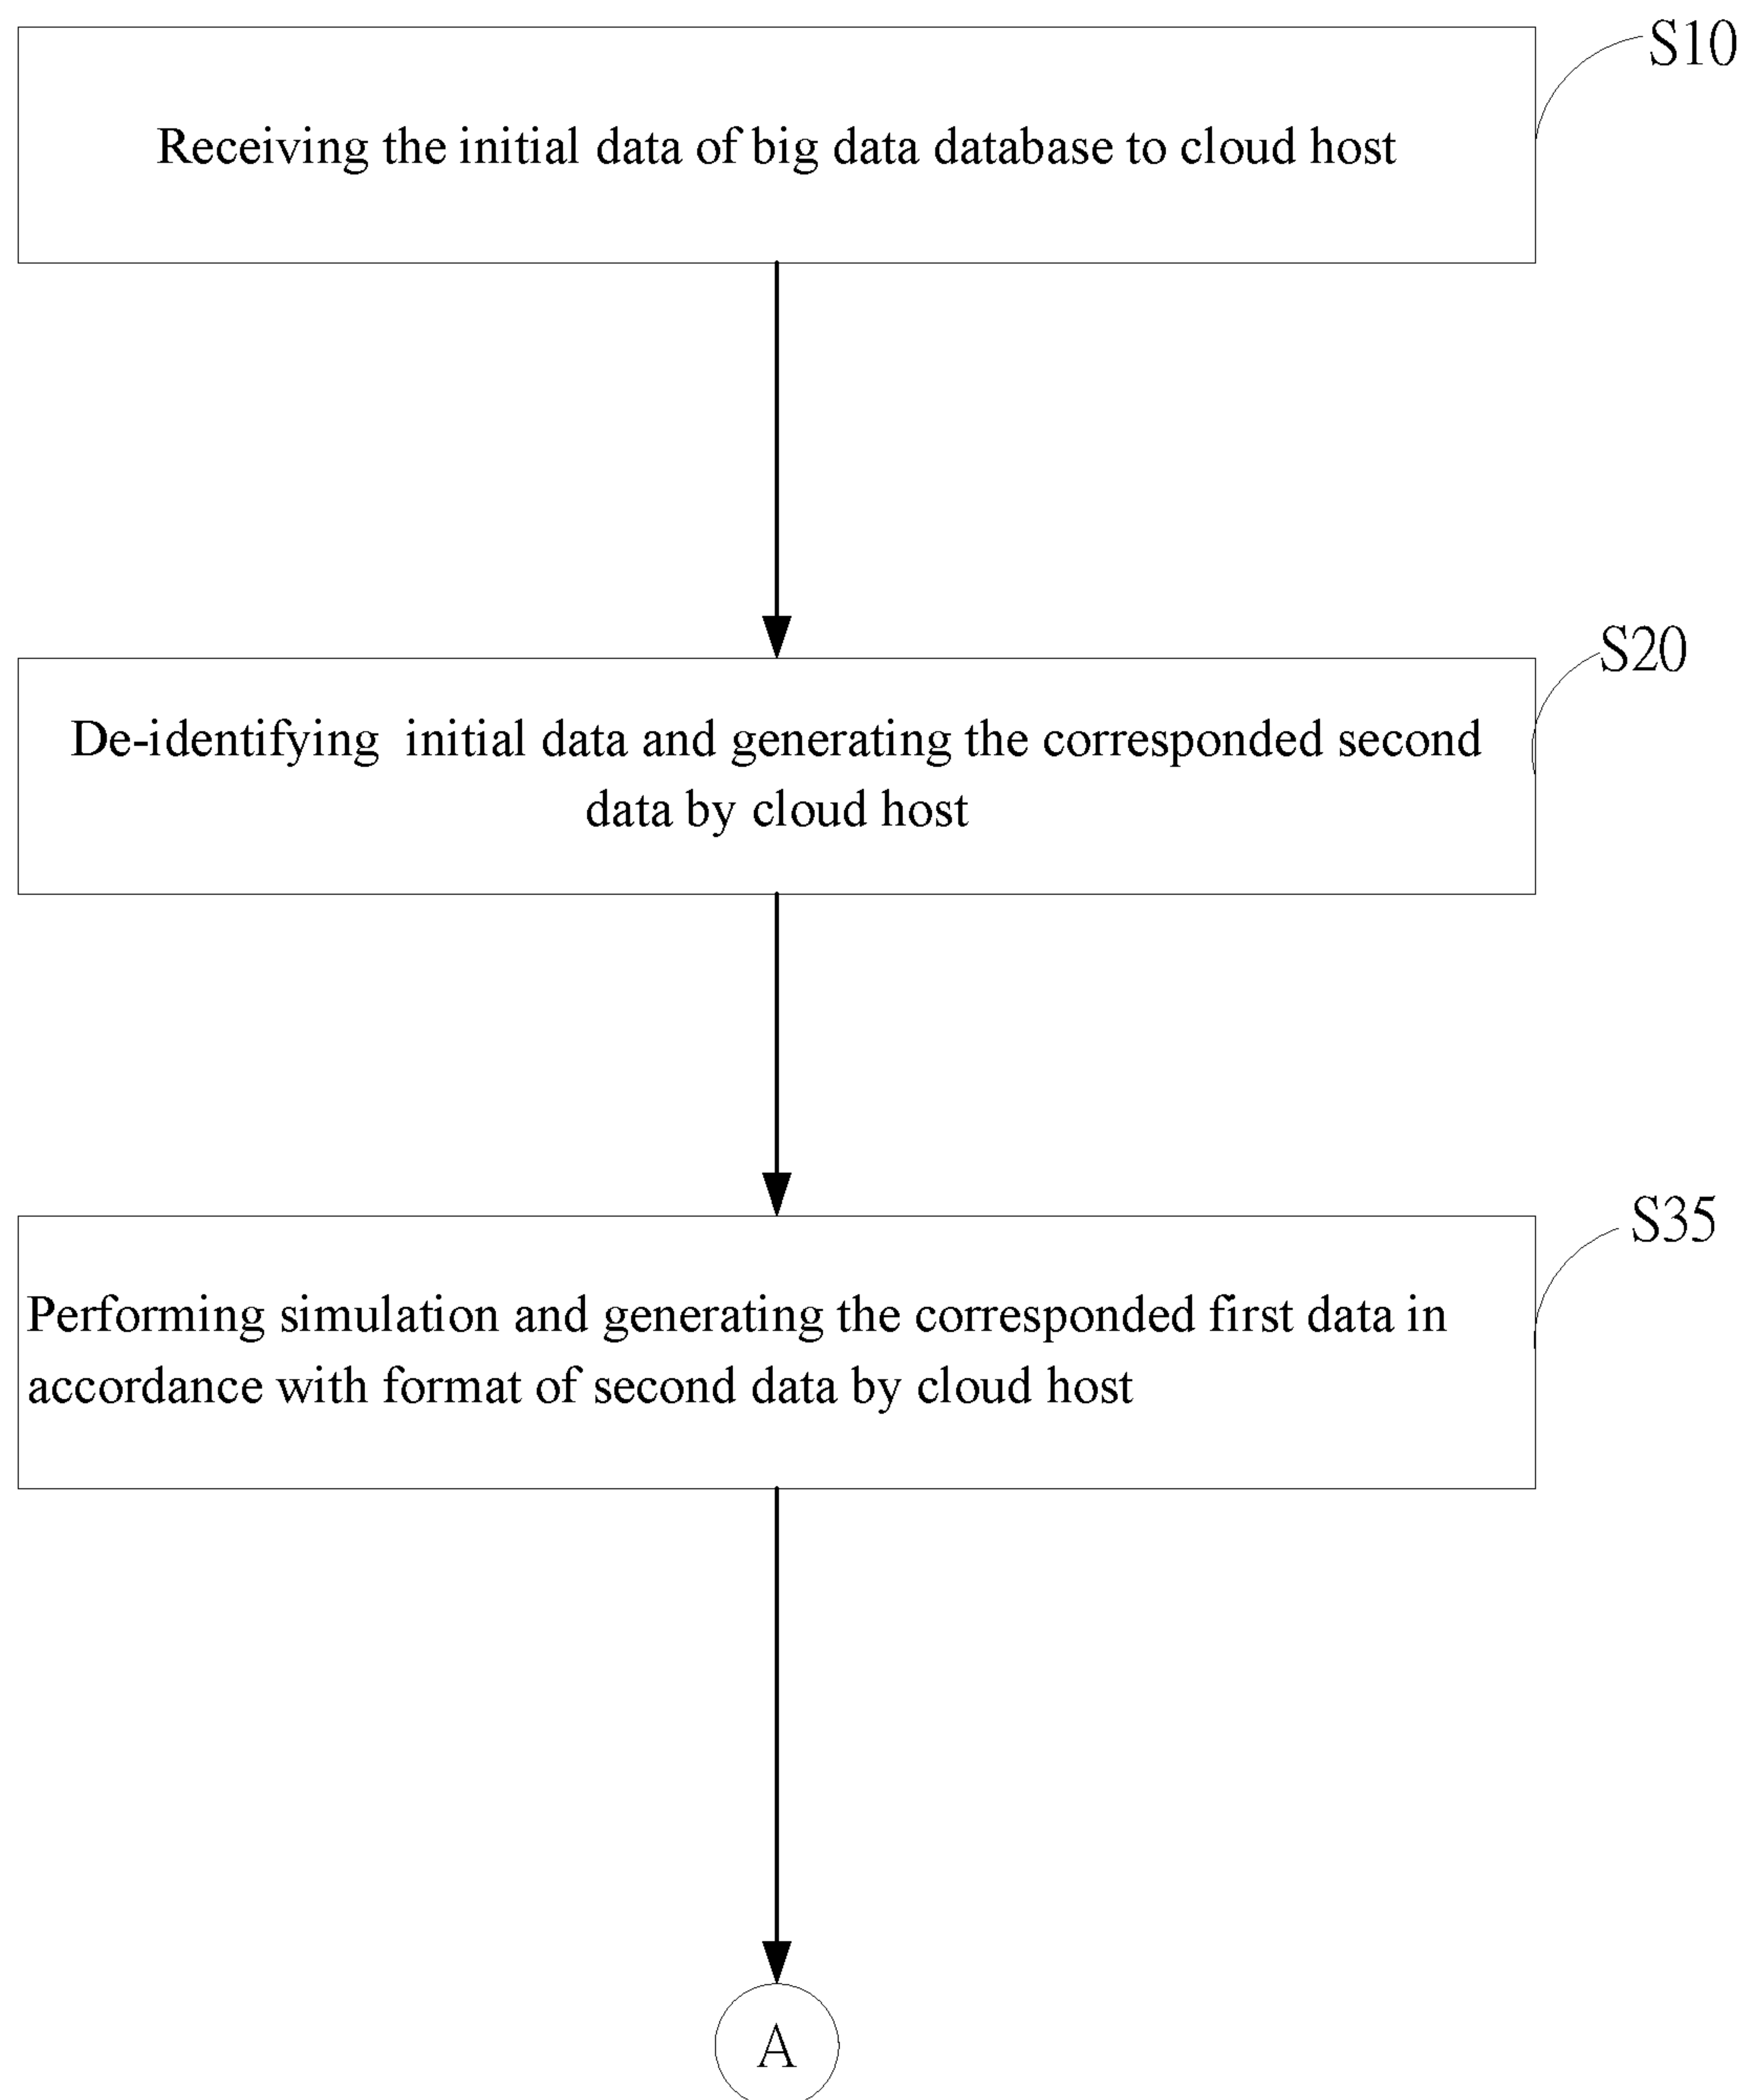 S10
Receiving the initial data of big data database to cloud host
S20
De-identifying  initial data and generating the corresponded second
data by cloud host
S35
Performing simulation and generating the corresponded first data in
accordance with format of second data by cloud host
A